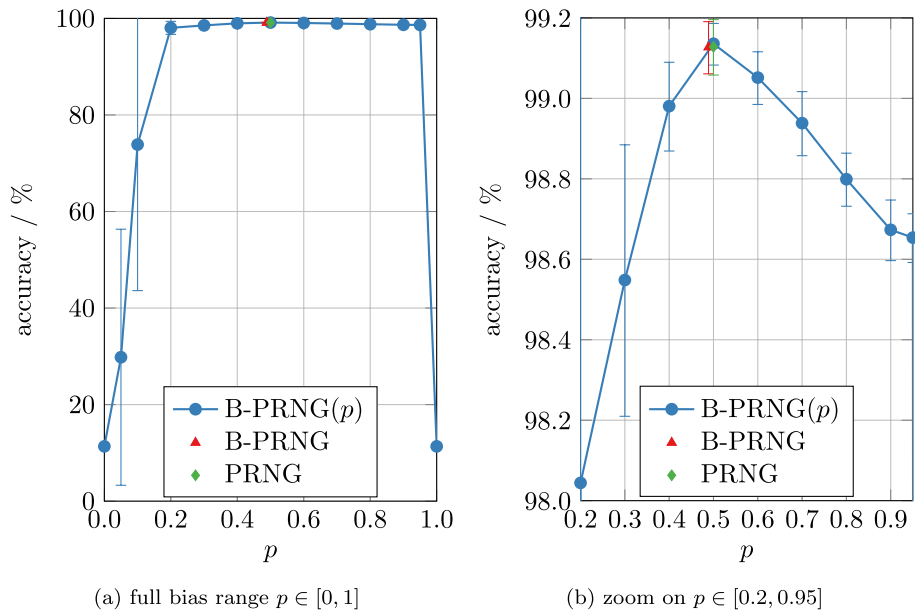 100
80
60
40
20
0
accuracy / %
0.0 0.2 0.4 0.6 0.8 1.0
p
B-PRNG(p)
B-PRNG
PRNG
(a) full bias range p ∈ [0, 1]
99.2
99.0
98.8
98.6
98.4
98.2
98.0
accuracy / %
0.2 0.3 0.4 0.5 0.6 0.7 0.8 0.9
p
B-PRNG(p)
B-PRNG
PRNG
(b) zoom on p ∈ [0.2, 0.95]